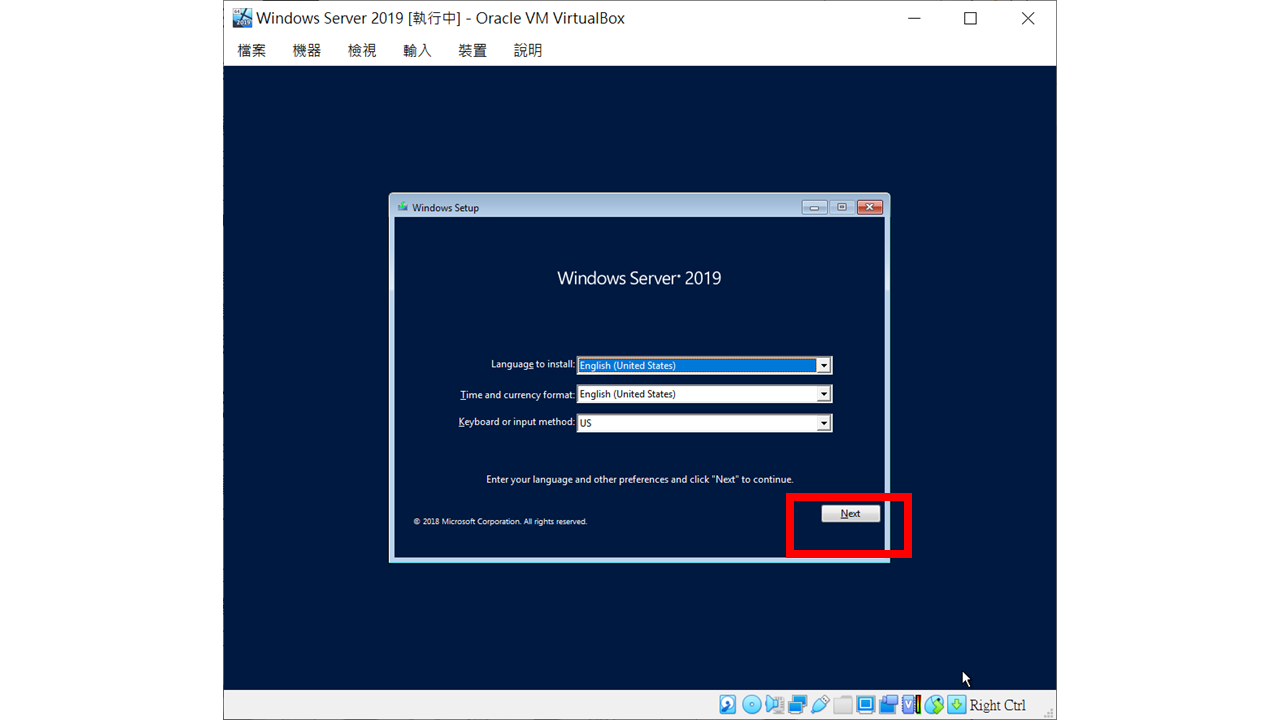 Windows Server 2019 [執行中] - Oracle VM VirtualBox
檔案 機器 檢視 輸入 裝置 說明
Windows Setup
Windows Server® 2019
Language to install: English (United States)
Time and currency format: English (United States)
Keyboard or input method: US
Enter your language and other preferences and click "Next" to continue.
Next
© 2018 Microsoft Corporation. All rights reserved.
Right Ctrl